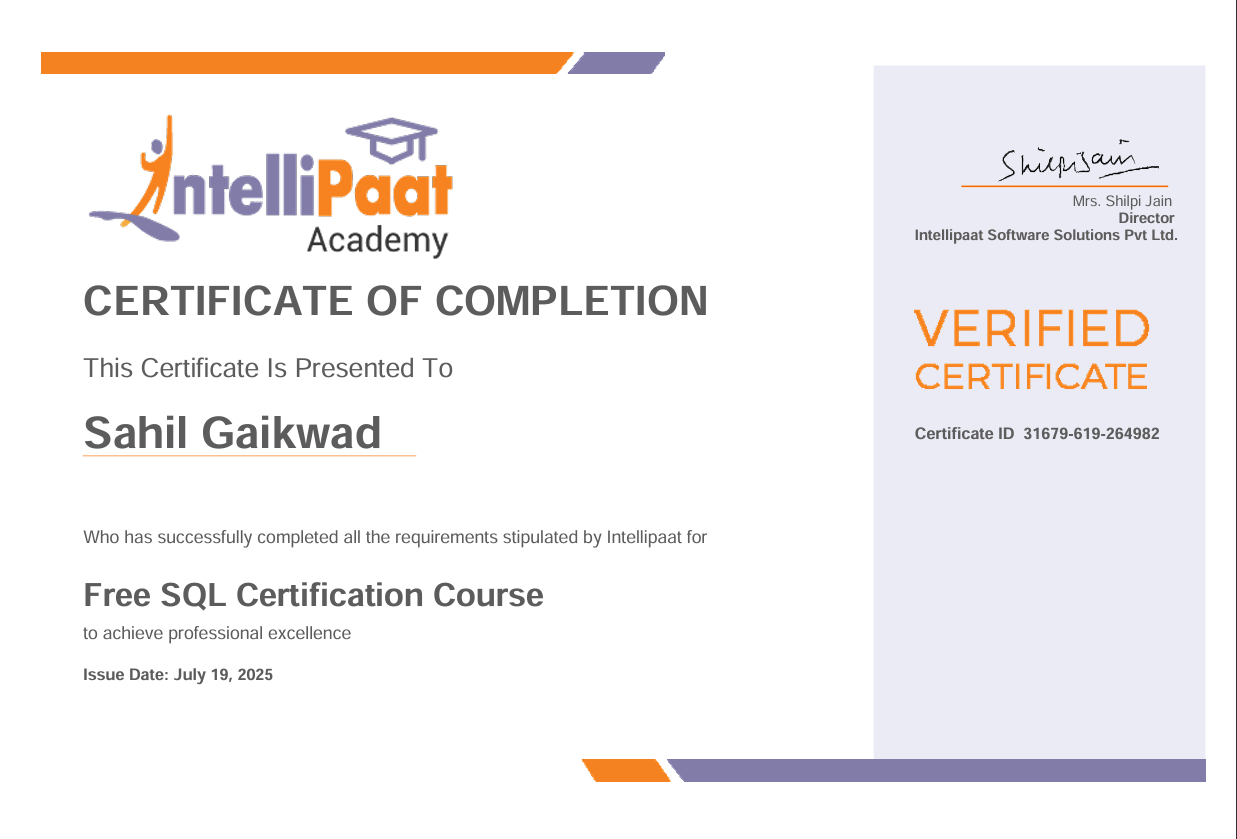 IntelliPaat
Academy
CERTIFICATE OF COMPLETION
This Certificate Is Presented To
Sahil Gaikwad
Who has successfully completed all the requirements stipulated by Intellipaat for
Free SQL Certification Course
to achieve professional excellence
Issue Date: July 19, 2025
Shilpi Jain
Mrs. Shilpi Jain
Director
Intellipaat Software Solutions Pvt Ltd.
VERIFIED
CERTIFICATE
Certificate ID 31679-619-264982